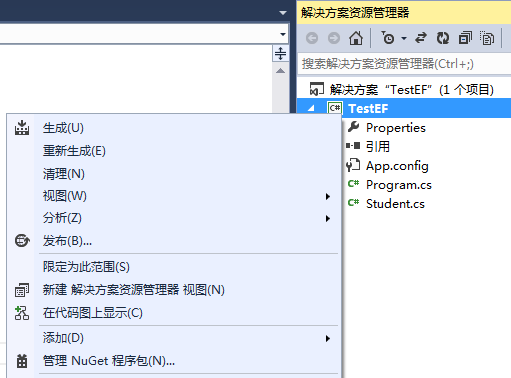 解决方案资源管理器
搜索解决方案资源管理器(Ctrl+;)
解决方案“TestEF”(1 个项目)
C# TestEF
Properties
引用
App.config
C# Program.cs
C# Student.cs
生成(U)
重新生成(E)
清理(N)
视图(W)
分析(Z)
发布(B)...
限定为此范围(S)
新建 解决方案资源管理器 视图(N)
在代码图上显示(C)
添加(D)
管理 NuGet 程序包(N)...